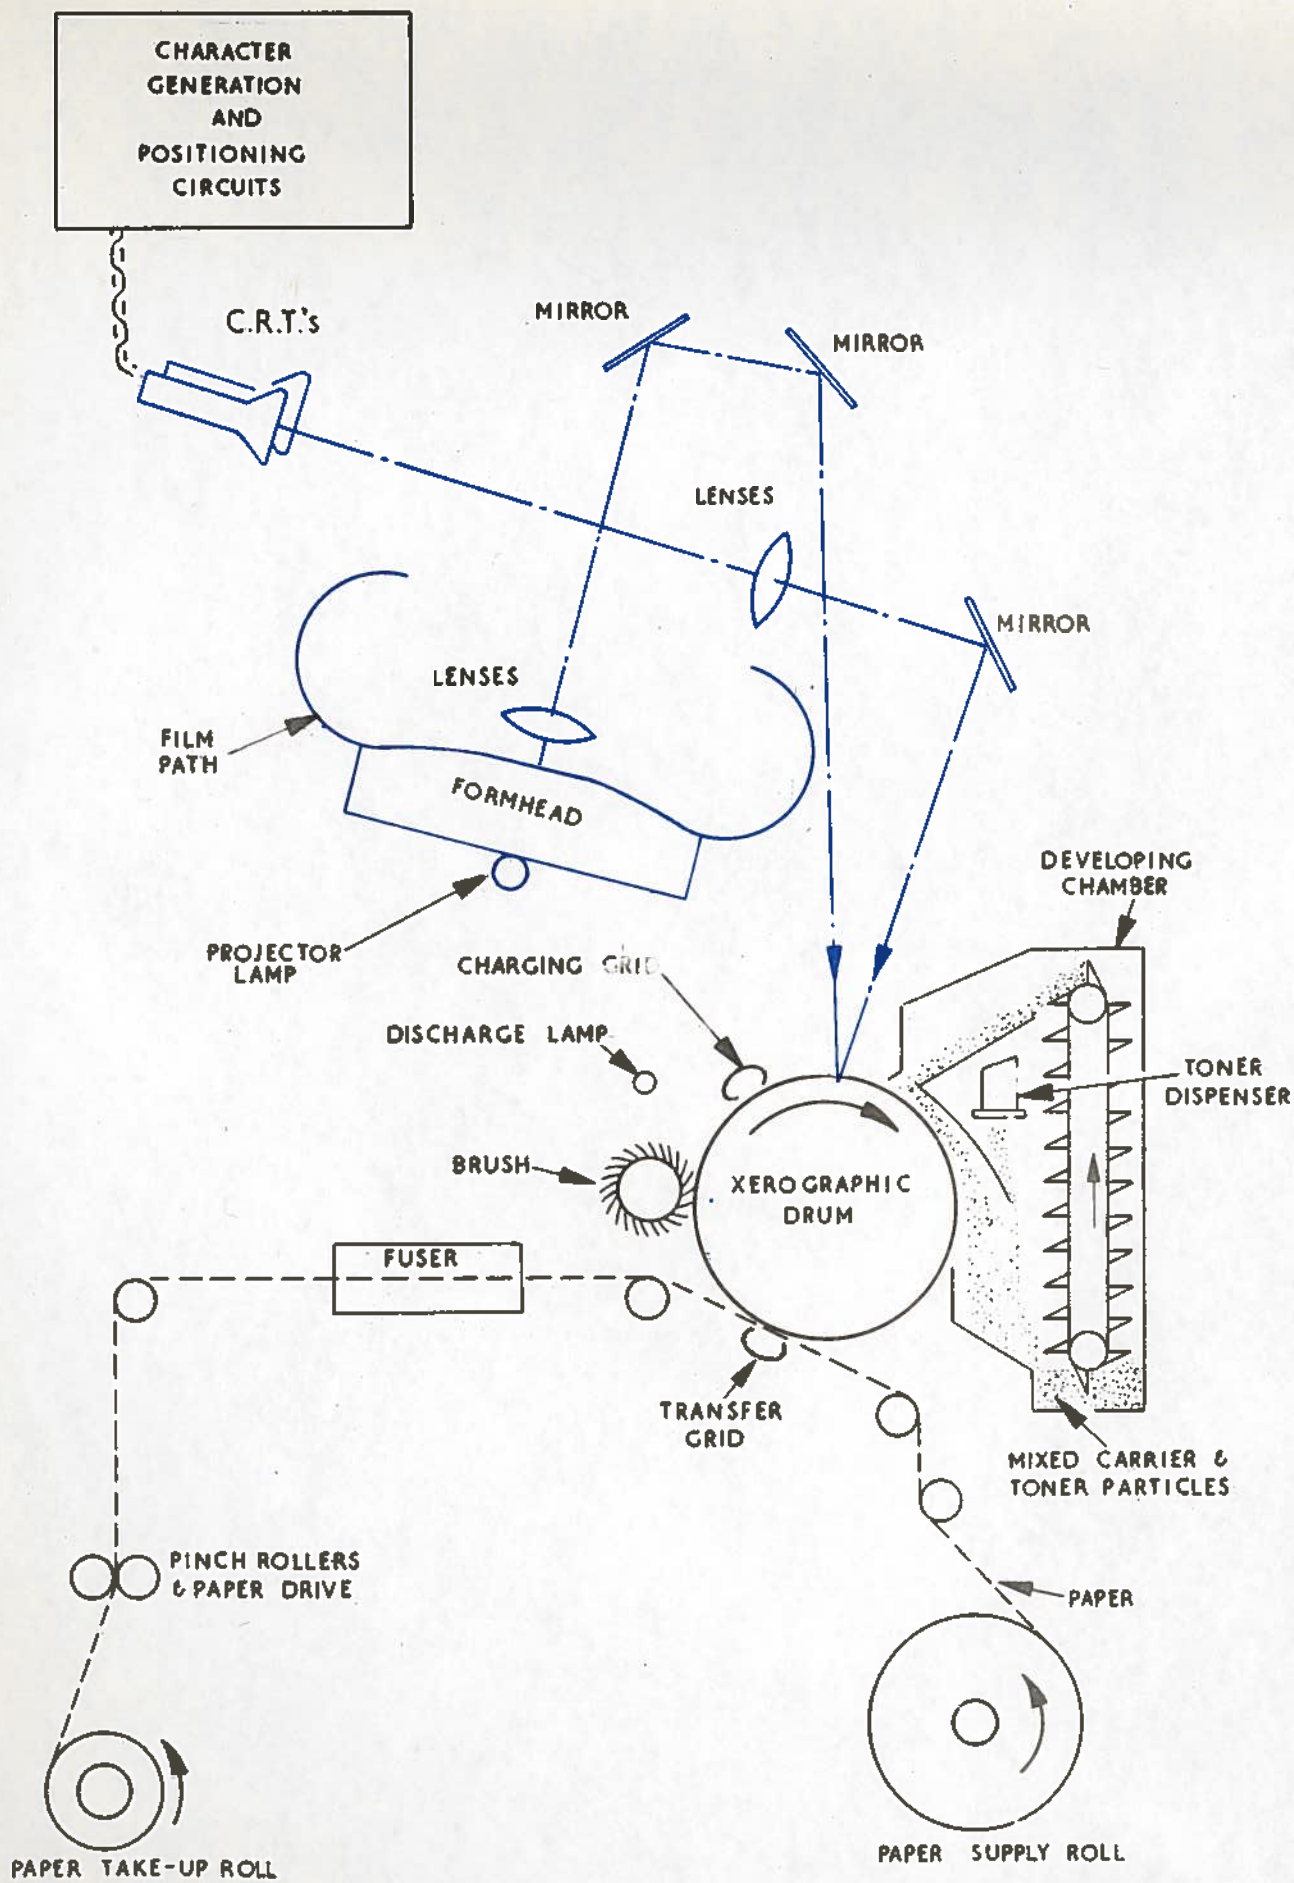 CHARACTER
GENERATION
AND
POSITIONING
CIRCUITS
C.R.T.'s
MIRROR
MIRROR
LENSES
MIRROR
LENSES
FILM
PATH
FORMHEAD
DEVELOPING
CHAMBER
PROJECTOR
LAMP
CHARGING GRID
DISCHARGE LAMP
TONER
DISPENSER
BRUSH
XEROGRAPHIC
DRUM
FUSER
TRANSFER
GRID
MIXED CARRIER &
TONER PARTICLES
PINCH ROLLERS
& PAPER DRIVE
PAPER
PAPER SUPPLY ROLL
PAPER TAKE-UP ROLL